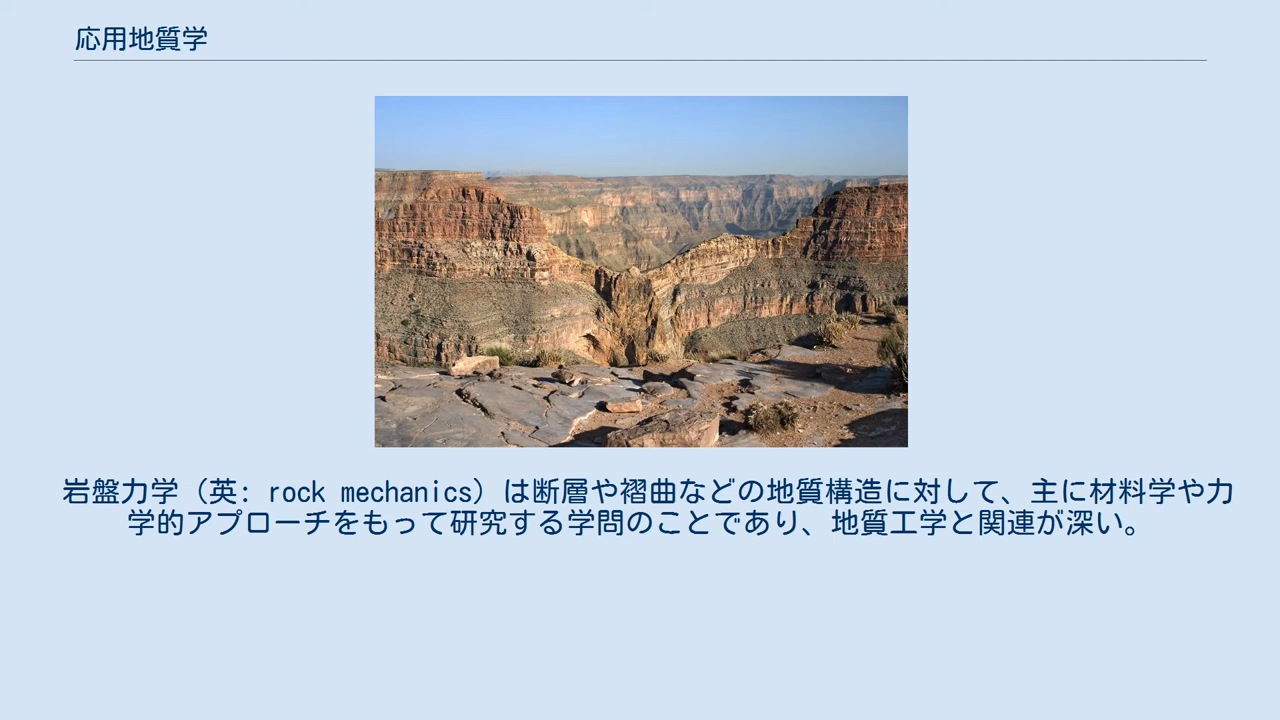 応用地質学
岩盤力学（英: rock mechanics）は断層や褶曲などの地質構造に対して、主に材料学や力
学的アプローチをもって研究する学問のことであり、地質工学と関連が深い。